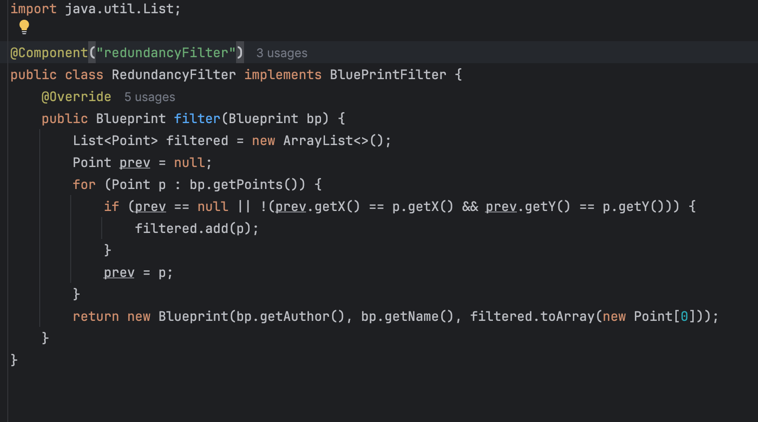 import java.util.List;
@Component("redundancyFilter") 3 usages
public class RedundancyFilter implements BluePrintFilter {
    @Override 5 usages
    public Blueprint filter(Blueprint bp) {
        List<Point> filtered = new ArrayList<>();
        Point prev = null;
        for (Point p : bp.getPoints()) {
            if (prev == null || !(prev.getX() == p.getX() && prev.getY() == p.getY())) {
                filtered.add(p);
            }
            prev = p;
        }
        return new Blueprint(bp.getAuthor(), bp.getName(), filtered.toArray(new Point[0]));
    }
}